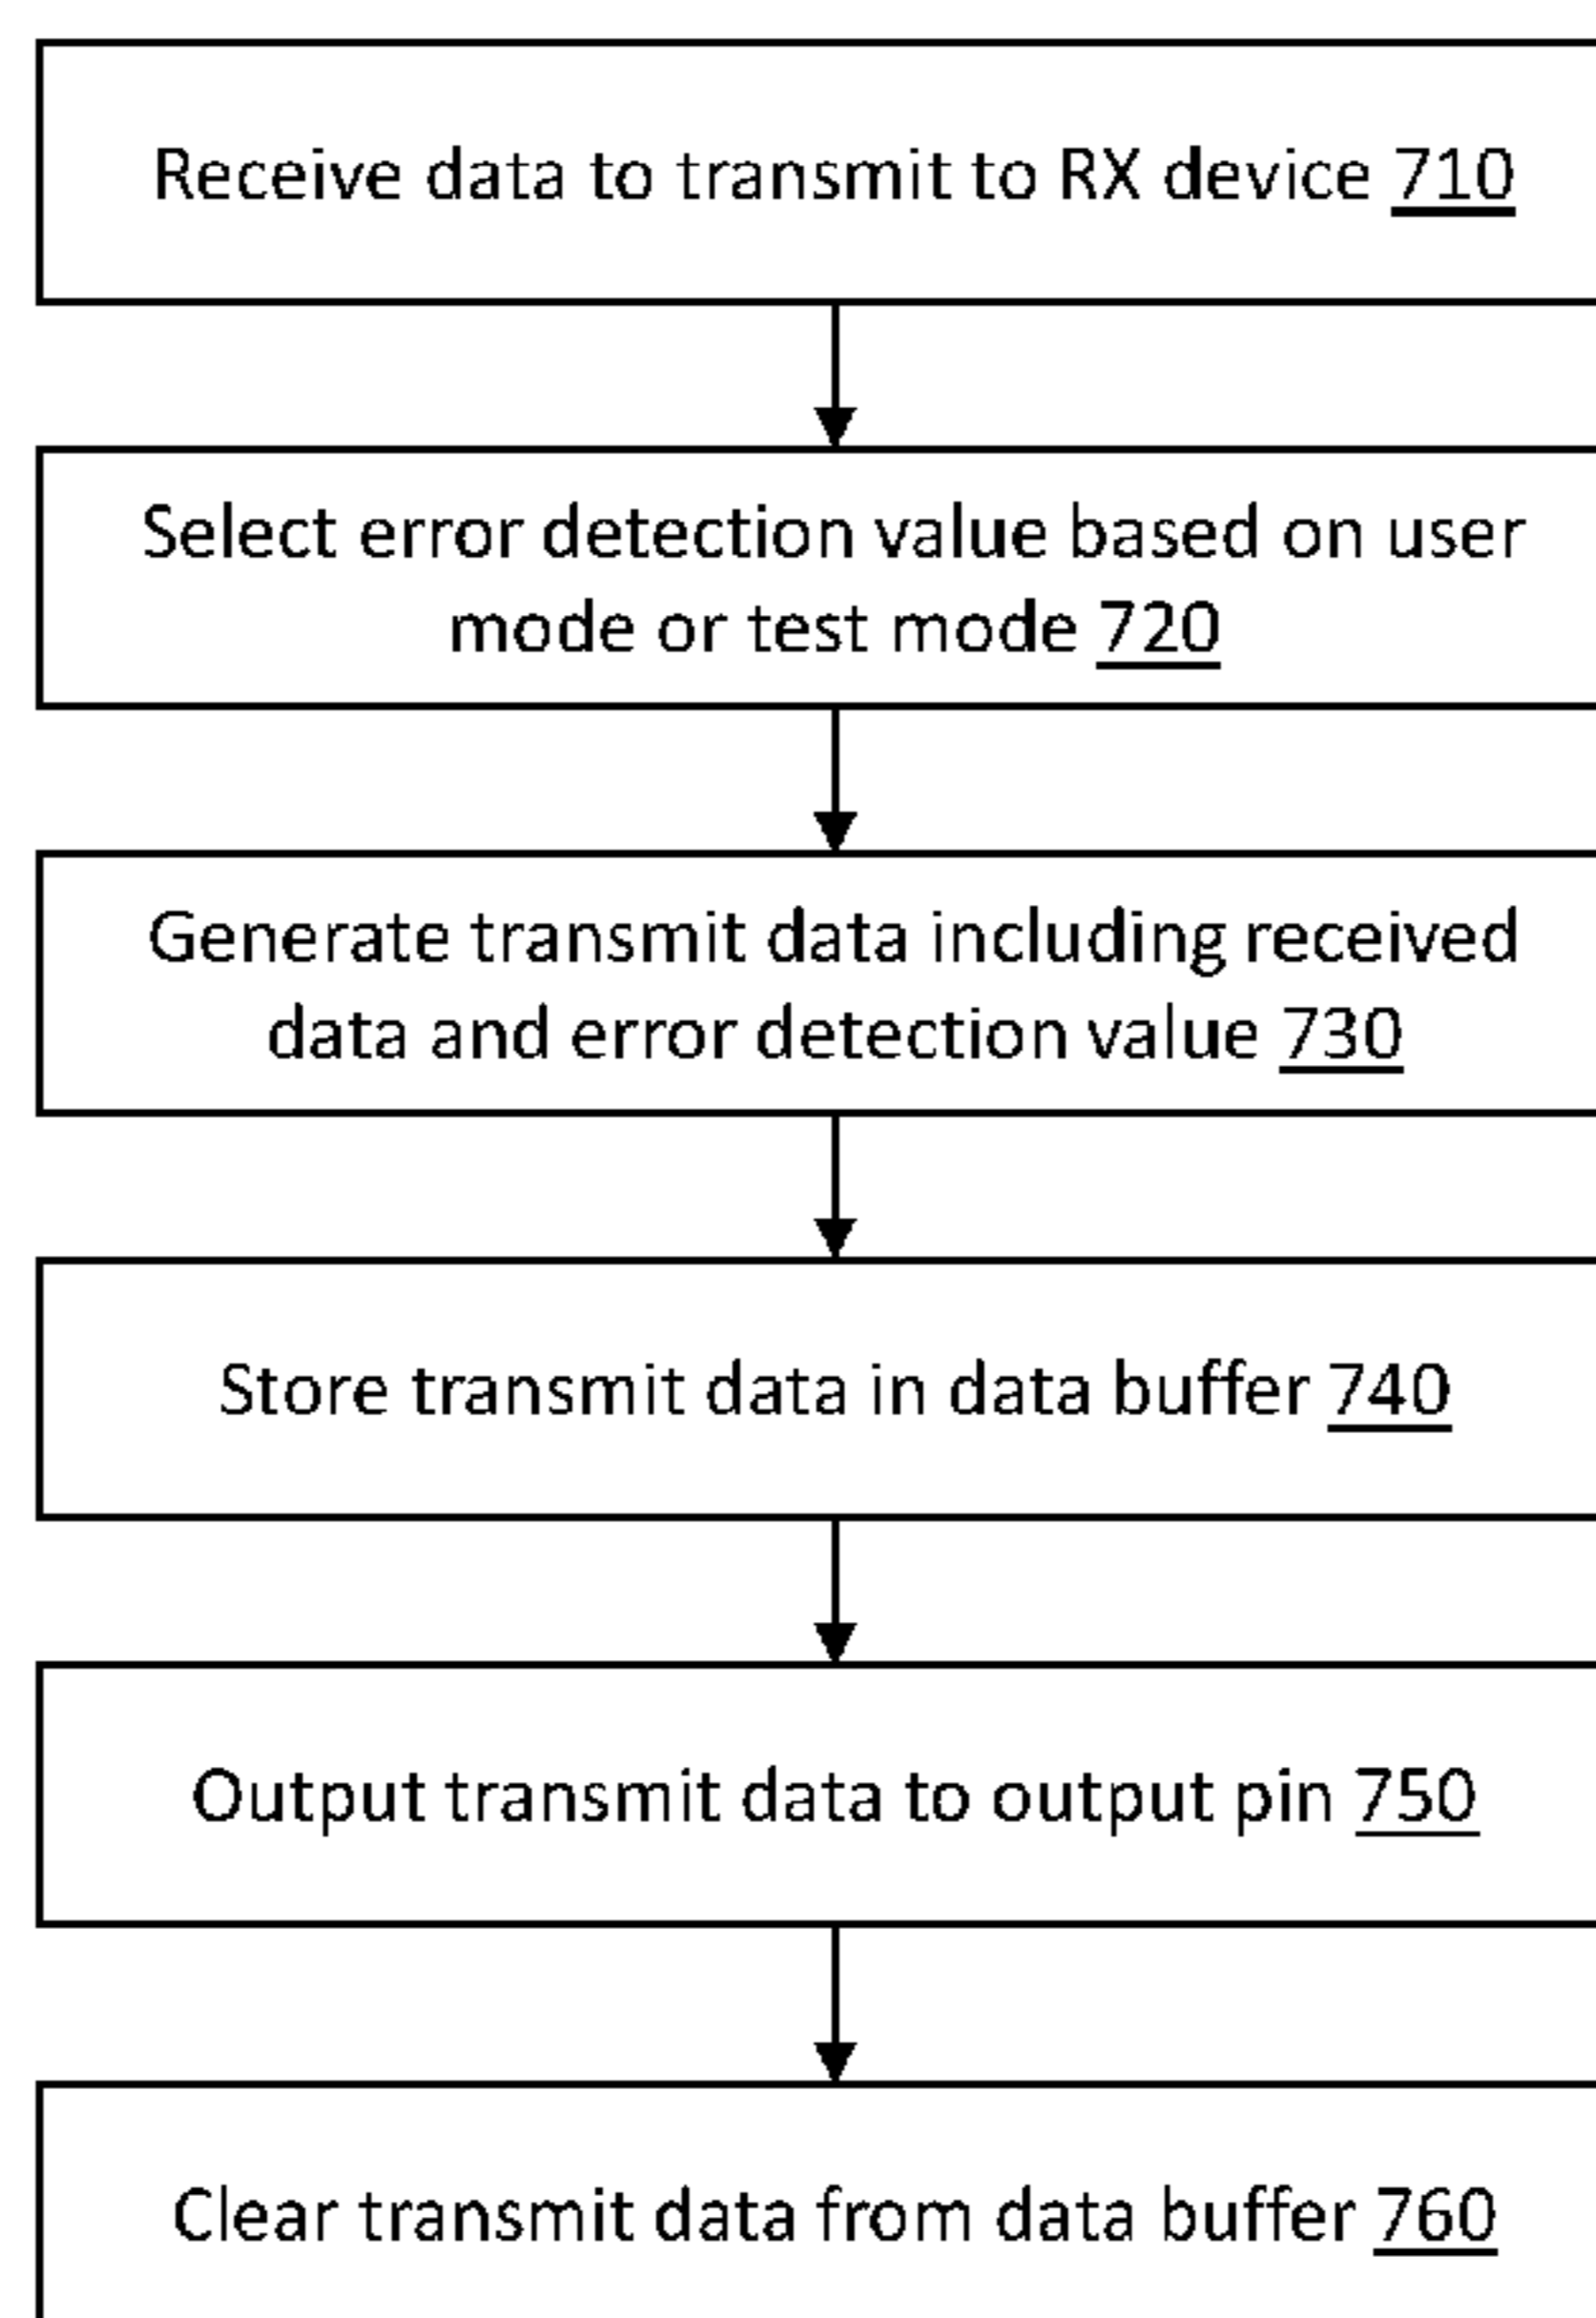 Receive data to transmit to RX device 710
Select error detection value based on user
mode or test mode 720
Generate transmit data including received
data and error detection value 730
Store transmit data in data buffer 740
Output transmit data to output pin 750
Clear transmit data from data buffer 760